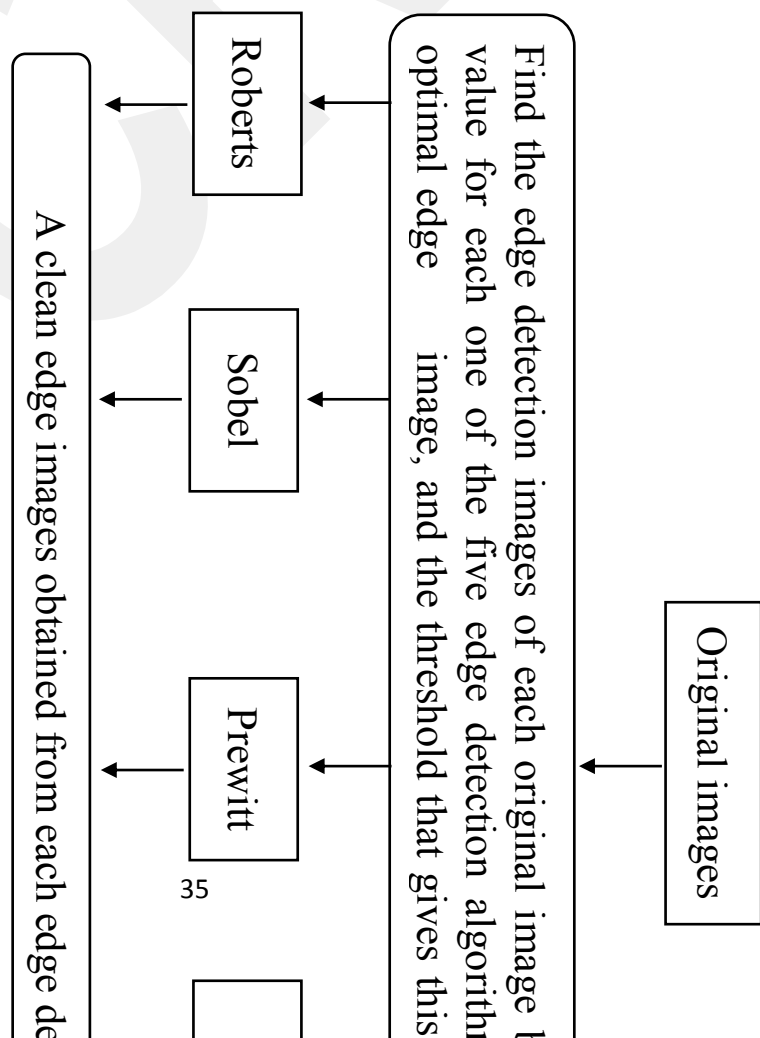 Original images
Find the edge detection images of each original image
value for each one of the five edge detection
optimal edge image, and the threshold that gives this
Roberts
Sobel
Prewitt
A clean edge images obtained from each edge
35